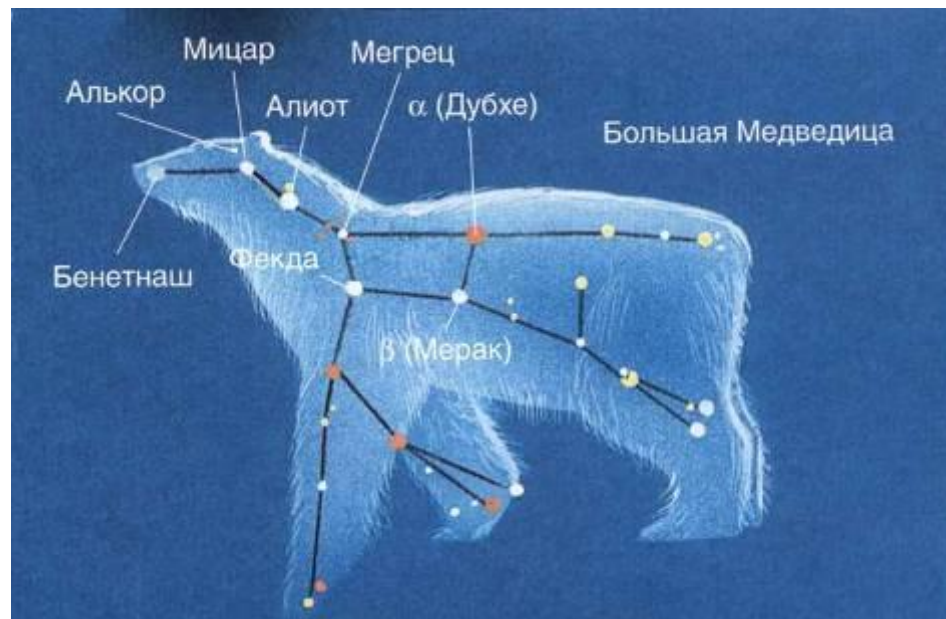 Мицар
Мегрец
Алькор
Алиот
α (Дубхе)
Большая Медведица
Фекда
Бенетнаш
β (Мерак)